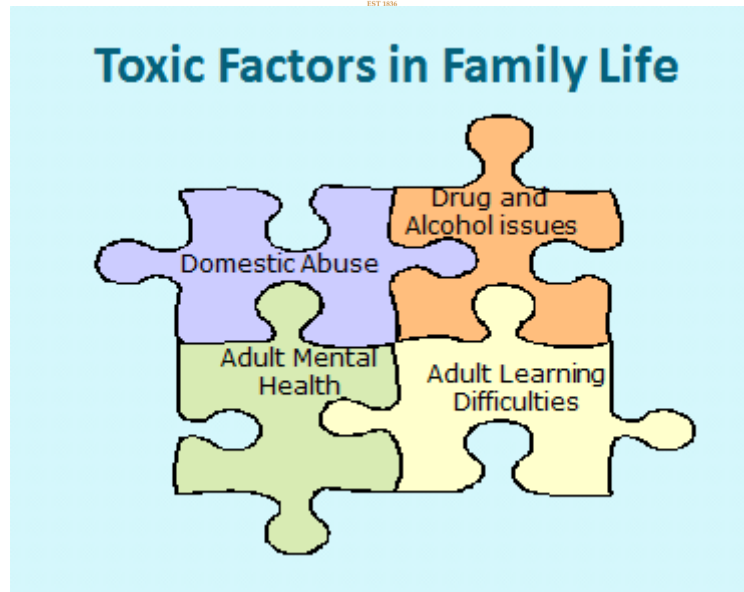 EST 1836
Toxic Factors in Family Life
Drug and
Alcohol issues
Domestic Abuse
Adult Mental
Health
Adult Learning
Difficulties